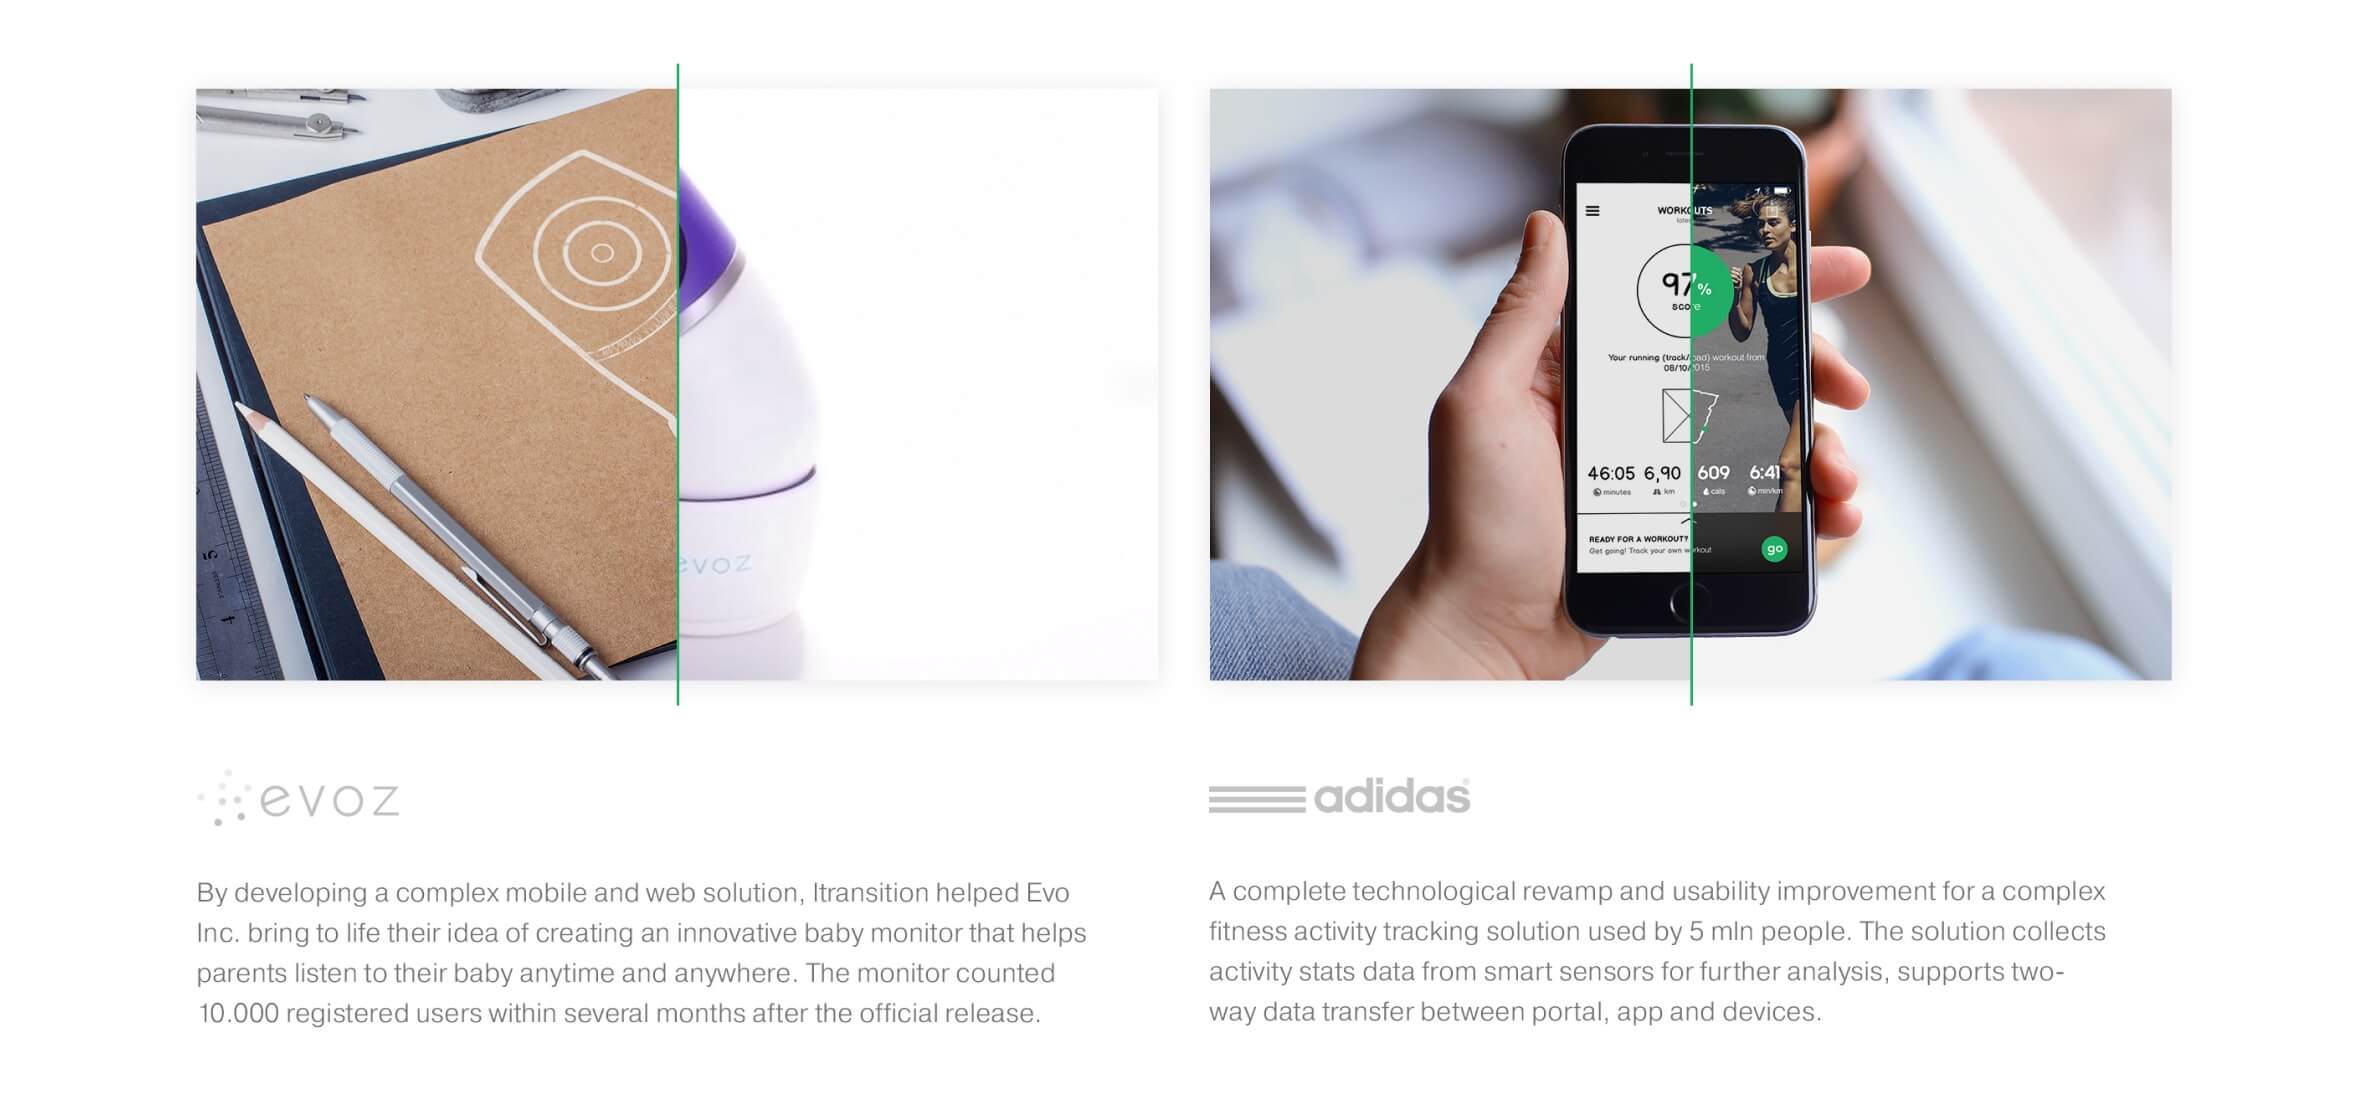 evoz
WORKOUTS
97%
score
Your running (track/road) workout from
08/10/2015
46:05 6,90 609 6:41
minutes km cals min/km
READY FOR A WORKOUT?
Get going! Track your own workout
go
5
4
evoz
By developing a complex mobile and web solution, Itransition helped Evo
Inc. bring to life their idea of creating an innovative baby monitor that helps
parents listen to their baby anytime and anywhere. The monitor counted
10.000 registered users within several months after the official release.
adidas
A complete technological revamp and usability improvement for a complex
fitness activity tracking solution used by 5 mln people. The solution collects
activity stats data from smart sensors for further analysis, supports two-
way data transfer between portal, app and devices.